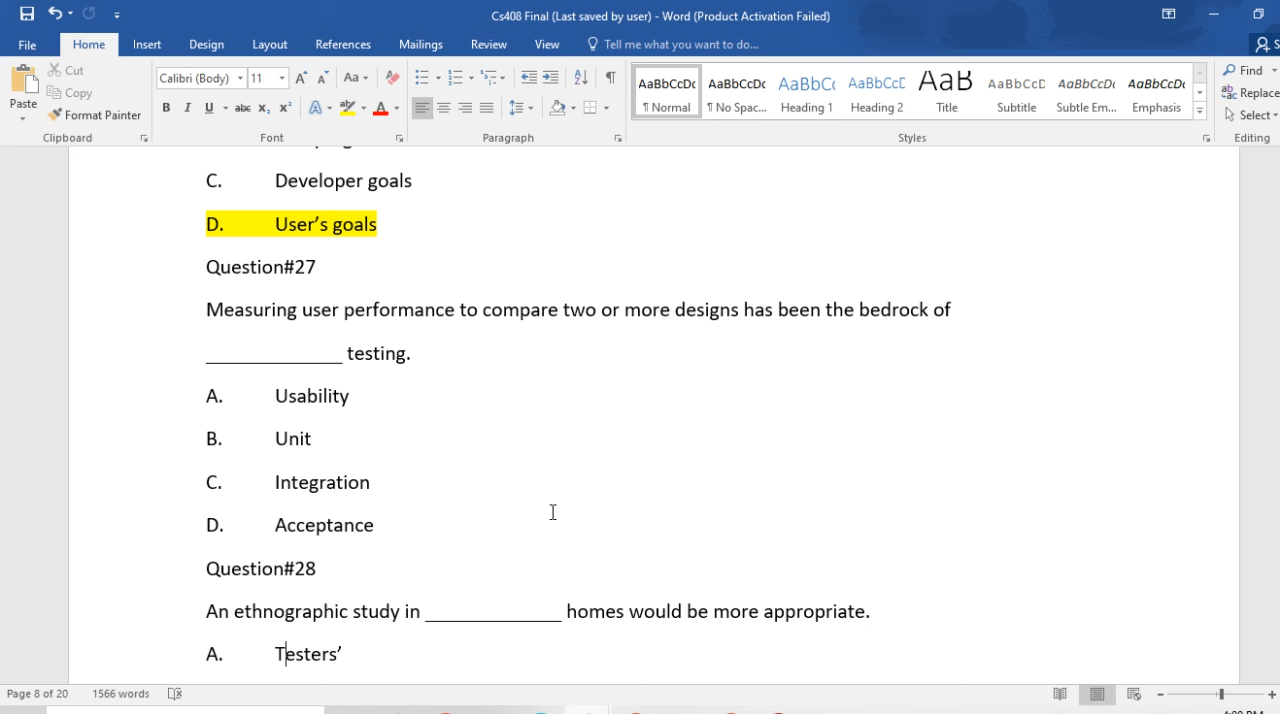 Cs408 Final (Last saved by user) - Word (Product Activation Failed)
File Home Insert Design Layout References Mailings Review View Tell me what you want to do...
Paste
Cut
Copy
Format Painter
Clipboard
Calibri (Body) 11
Font
Paragraph
AaBbCcDc AaBbCcDc AaBbCc AaBbCcD AaB AaBbCcD AaBbCcDc AaBbCcDc
¶ Normal ¶ No Spac... Heading 1 Heading 2 Title Subtitle Subtle Em... Emphasis
Styles
Find
Replace
Select
Editing
C. Developer goals
D. User’s goals
Question#27
Measuring user performance to compare two or more designs has been the bedrock of
______________ testing.
A. Usability
B. Unit
C. Integration
D. Acceptance
Question#28
An ethnographic study in ______________ homes would be more appropriate.
A. Testers’
Page 8 of 20 1566 words